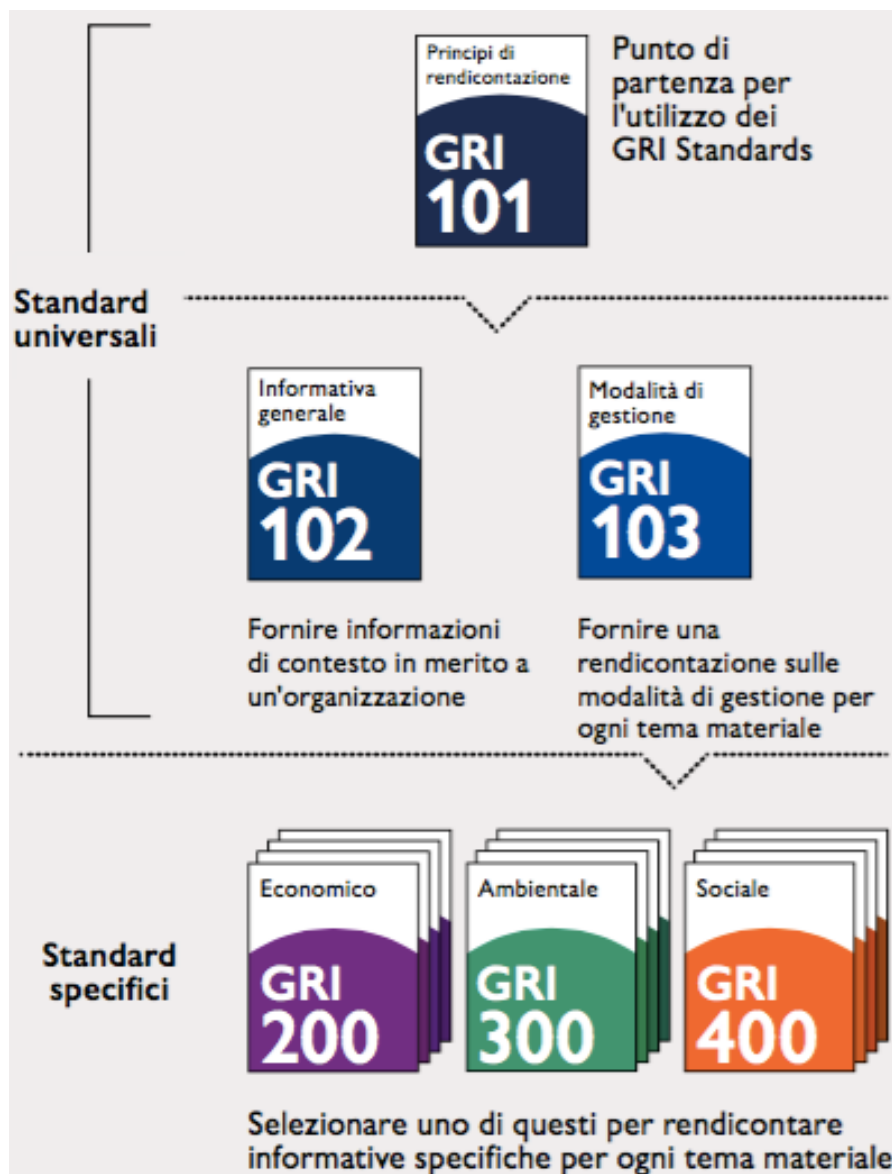 Principi di
rendicontazione
GRI
101
Punto di
partenza per
l'utilizzo dei
GRI Standards
Standard
universali
Informativa
generale
GRI
102
Fornire informazioni
di contesto in merito a
un'organizzazione
Modalità di
gestione
GRI
103
Fornire una
rendicontazione sulle
modalità di gestione per
ogni tema materiale
Standard
specifici
Economico
GRI
200
Ambientale
GRI
300
Sociale
GRI
400
Selezionare uno di questi per rendicontare
informative specifiche per ogni tema materiale